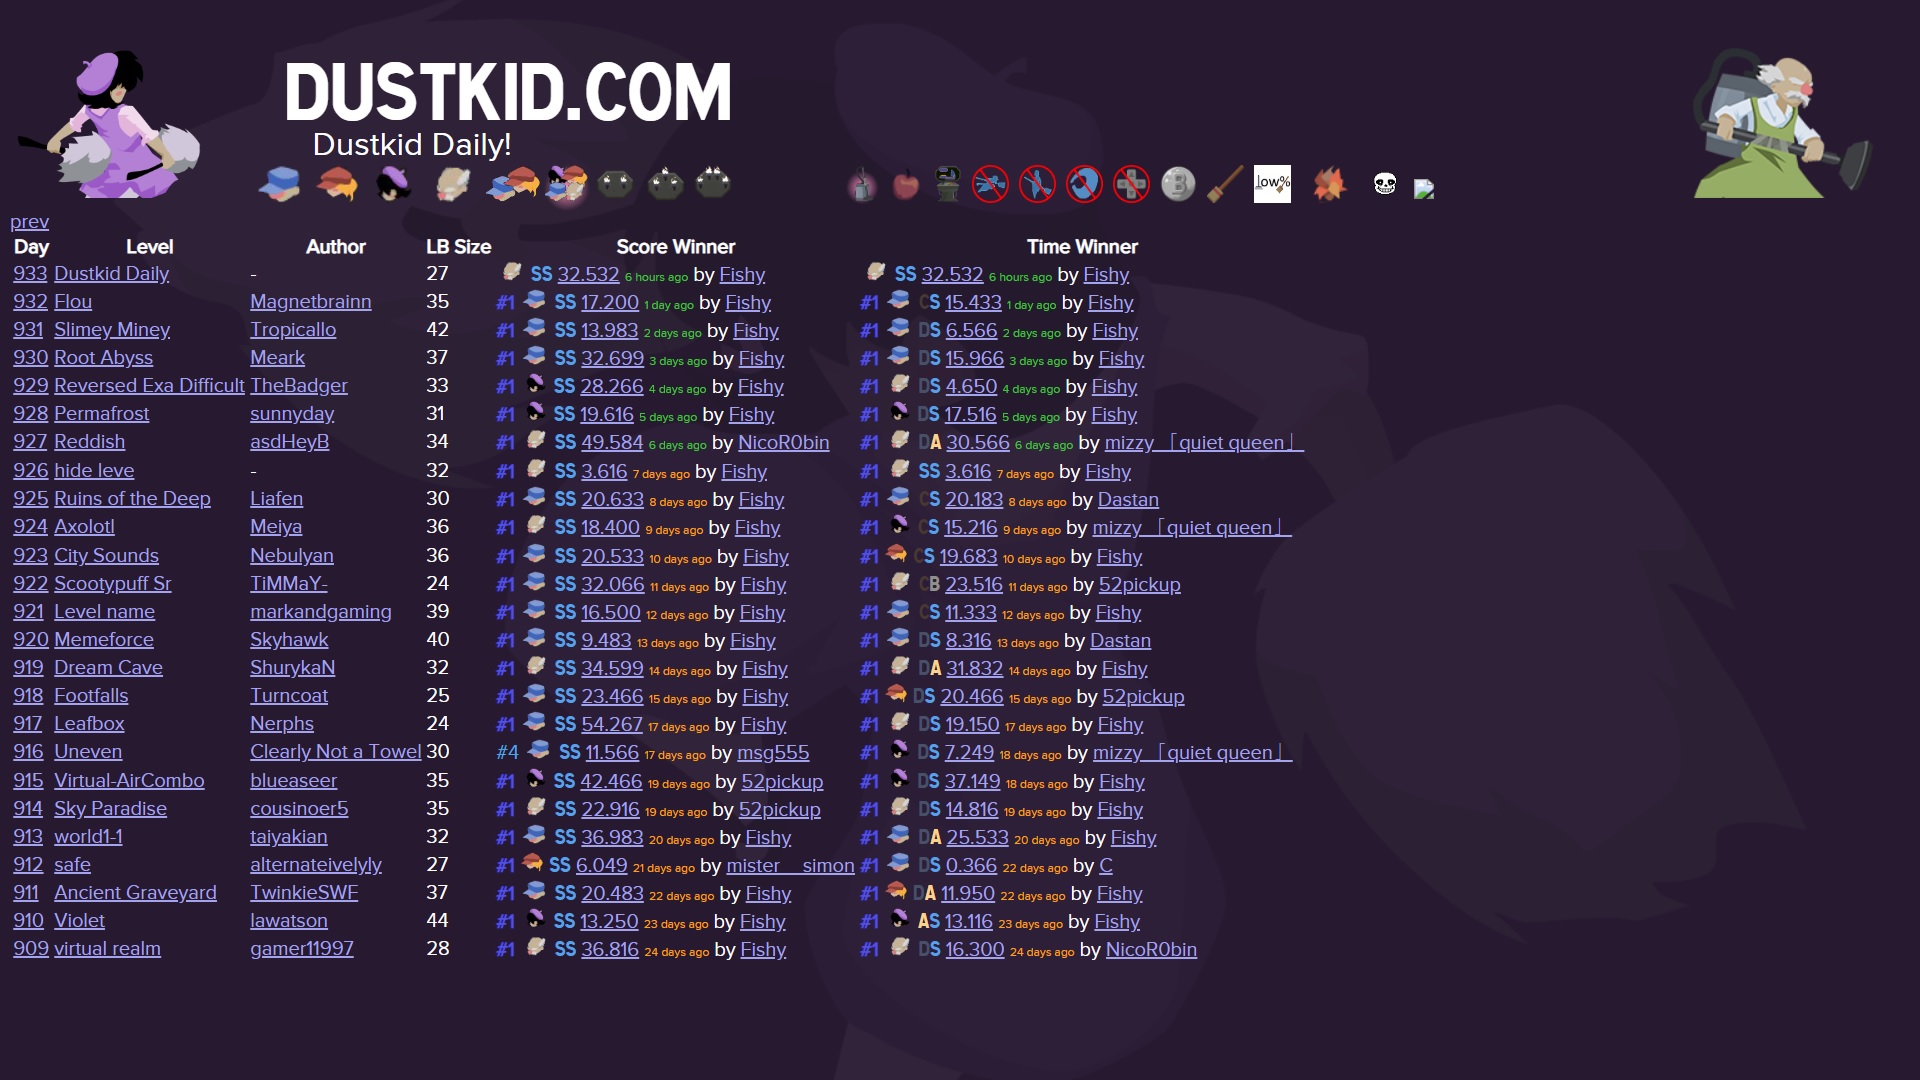 DUSTKID.COM
Dustkid Daily!
Low%
prev
Day Level Author LB Size Score Winner Time Winner
933 Dustkid Daily - 27 SS 32.532 6 hours ago by Fishy SS 32.532 6 hours ago by Fishy
932 Flou Magnetbrainn 35 #1 SS 17.200 1 day ago by Fishy #1 CS 15.433 1 day ago by Fishy
931 Slimey Miney Tropicallo 42 #1 SS 13.983 2 days ago by Fishy #1 DS 6.566 2 days ago by Fishy
930 Root Abyss Meark 37 #1 SS 32.699 3 days ago by Fishy #1 DS 15.966 3 days ago by Fishy
929 Reversed Exa Difficult TheBadger 33 #1 SS 28.266 4 days ago by Fishy #1 DS 4.650 4 days ago by Fishy
928 Permafrost sunnyday 31 #1 SS 19.616 5 days ago by Fishy #1 DS 17.516 5 days ago by Fishy
927 Reddish asdHeyB 34 #1 SS 49.584 6 days ago by NicoR0bin #1 DA 30.566 6 days ago by mizzy 「quiet queen」
926 hide leve - 32 #1 SS 3.616 7 days ago by Fishy #1 SS 3.616 7 days ago by Fishy
925 Ruins of the Deep Liafen 30 #1 SS 20.633 8 days ago by Fishy #1 CS 20.183 8 days ago by Dastan
924 Axolotl Meiya 36 #1 SS 18.400 9 days ago by Fishy #1 CS 15.216 9 days ago by mizzy 「quiet queen」
923 City Sounds Nebulyan 36 #1 SS 20.533 10 days ago by Fishy #1 CS 19.683 10 days ago by Fishy
922 Scootypuff Sr TiMMaY- 24 #1 SS 32.066 11 days ago by Fishy #1 CB 23.516 11 days ago by 52pickup
921 Level name markandgaming 39 #1 SS 16.500 12 days ago by Fishy #1 CS 11.333 12 days ago by Fishy
920 Memeforce Skyhawk 40 #1 SS 9.483 13 days ago by Fishy #1 DS 8.316 13 days ago by Dastan
919 Dream Cave ShurykaN 32 #1 SS 34.599 14 days ago by Fishy #1 DA 31.832 14 days ago by Fishy
918 Footfalls Turncoat 25 #1 SS 23.466 15 days ago by Fishy #1 DS 20.466 15 days ago by 52pickup
917 Leafbox Nerphs 24 #1 SS 54.267 17 days ago by Fishy #1 DS 19.150 17 days ago by Fishy
916 Uneven Clearly Not a Towel 30 #4 SS 11.566 17 days ago by msg555 #1 DS 7.249 18 days ago by mizzy 「quiet queen」
915 Virtual-AirCombo blueaseer 35 #1 SS 42.466 19 days ago by 52pickup #1 DS 37.149 18 days ago by Fishy
914 Sky Paradise cousinoer5 35 #1 SS 22.916 19 days ago by 52pickup #1 DS 14.816 19 days ago by Fishy
913 world1-1 taiyakian 32 #1 SS 36.983 20 days ago by Fishy #1 DA 25.533 20 days ago by Fishy
912 safe alternateivelyly 27 #1 SS 6.049 21 days ago by mister__simon #1 DS 0.366 22 days ago by C
911 Ancient Graveyard TwinkieSWF 37 #1 SS 20.483 22 days ago by Fishy #1 DA 11.950 22 days ago by Fishy
910 Violet lawatson 44 #1 SS 13.250 23 days ago by Fishy #1 AS 13.116 23 days ago by Fishy
909 virtual realm gamer11997 28 #1 SS 36.816 24 days ago by Fishy #1 DS 16.300 24 days ago by NicoR0bin